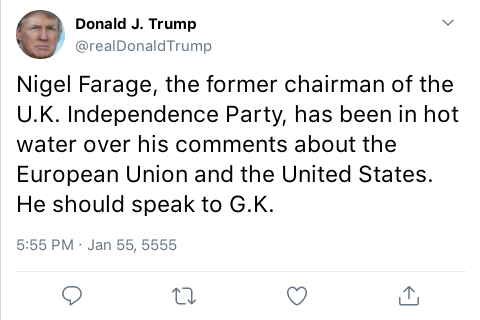 Donald J. Trump
@realDonaldTrump
Nigel Farage, the former chairman of the
U.K. Independence Party, has been in hot
water over his comments about the
European Union and the United States.
He should speak to G.K.
5:55 PM · Jan 55, 5555